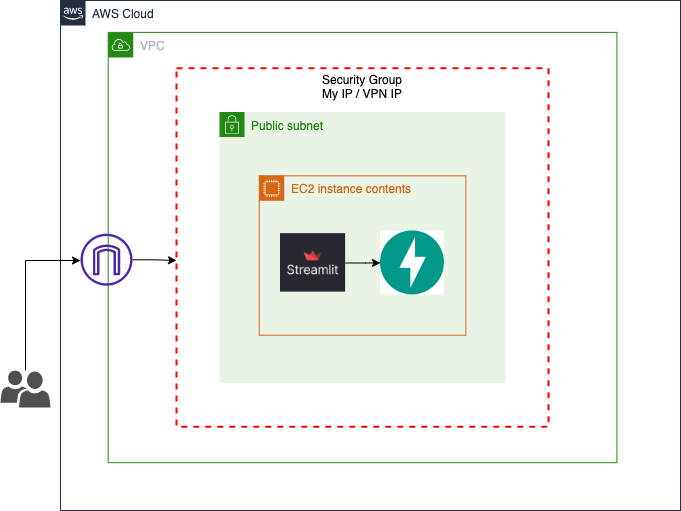 aws
AWS Cloud
VPC
Security Group
My IP / VPN IP
Public subnet
EC2 instance contents
Streamlit